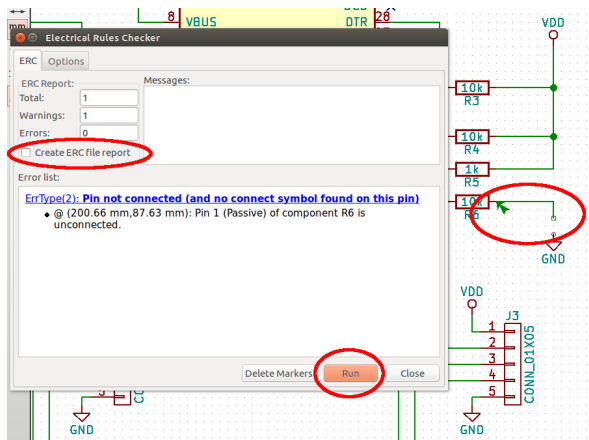 8
VBUS
DTR
28
VDD
mm
Electrical Rules Checker
ERC
Options
ERC Report:
Messages:
Total:
1
Warnings:
1
Errors:
0
Create ERC file report
Error list:
ErrType(2): Pin not connected (and no connect symbol found on this pin)
@ (200.66 mm,87.63 mm): Pin 1 (Passive) of component R6 is
unconnected.
Delete Markers
Run
Close
10k
R3
10k
R4
1k
R5
10k
R6
GND
VDD
J3
1
2
3
4
5
CONN_01X05
GND
GND